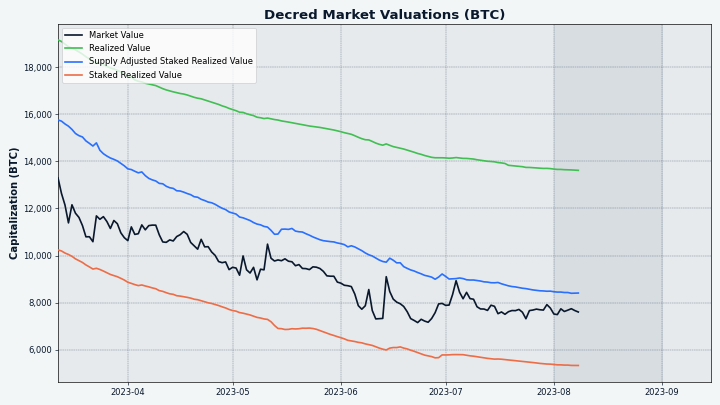 Decred Market Valuations (BTC)
Market Value
Realized Value
Supply Adjusted Staked Realized Value
Staked Realized Value
Capitalization (BTC)
18,000
16,000
14,000
12,000
10,000
8,000
6,000
2023-04
2023-05
2023-06
2023-07
2023-08
2023-09